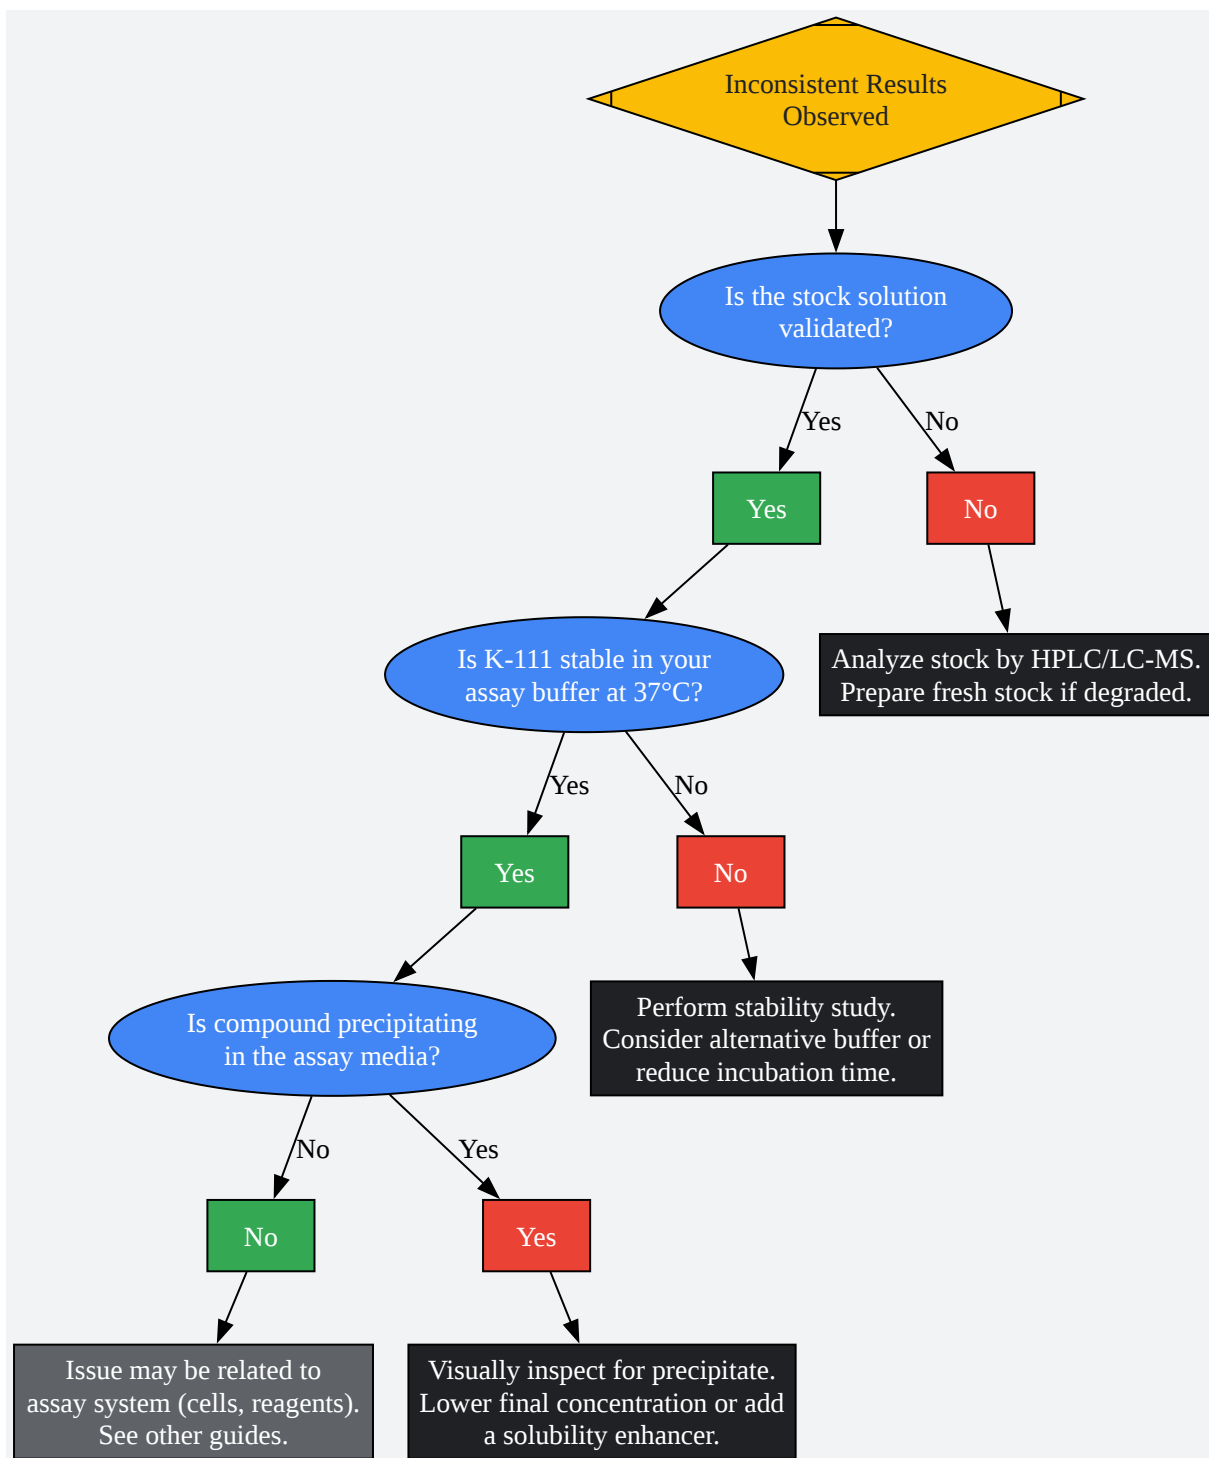 Inconsistent Results
Observed
Is the stock solution
validated?
Yes
No
Yes
No
Is K-111 stable in your
assay buffer at 37°C?
Analyze stock by HPLC/LC-MS.
Prepare fresh stock if degraded.
Yes
No
Yes
No
Is compound precipitating
in the assay media?
Perform stability study.
Consider alternative buffer or
reduce incubation time.
No
Yes
No
Yes
Issue may be related to
assay system (cells, reagents).
See other guides.
Visually inspect for precipitate.
Lower final concentration or add
a solubility enhancer.